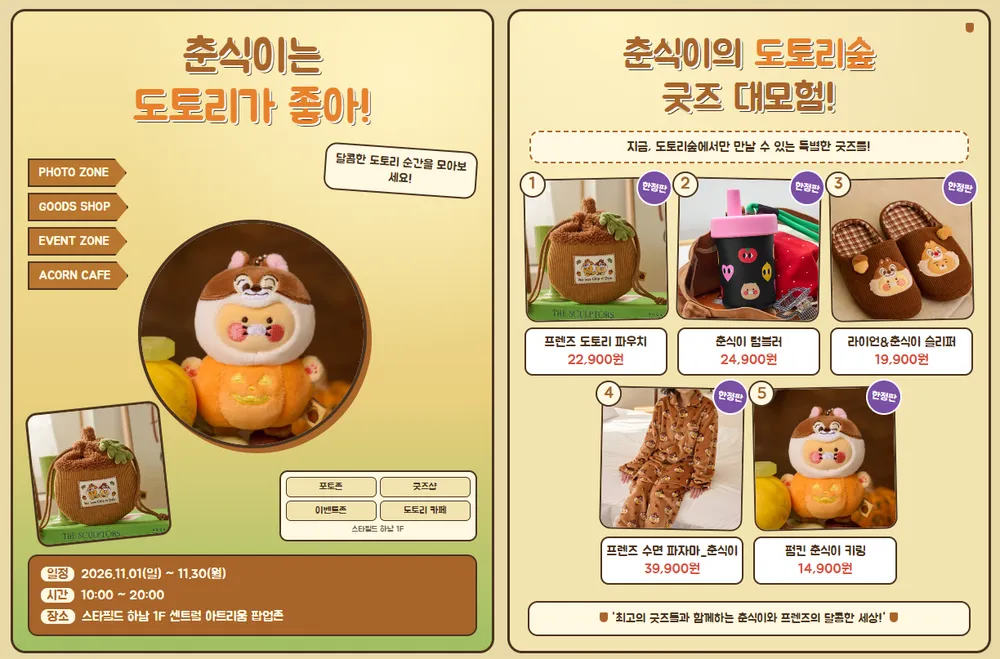 춘식이는
도토리가 좋아!
달콤한 도토리 순간을 모아보
세요!
PHOTO ZONE
GOODS SHOP
EVENT ZONE
ACORN CAFE
THE SCULPTORS
포토존
굿즈샵
이벤트존
도토리 카페
스타필드 하남 1F
일정 2026.11.01(일) ~ 11.30(월)
시간 10:00 ~ 20:00
장소 스타필드 하남 1F 센트럴 아트리움 팝업존
춘식이의 도토리숲
굿즈 대모험!
지금, 도토리숲에서만 만날 수 있는 특별한 굿즈들!
1
한정판
THE SCULPTORS
프렌즈 도토리 파우치
22,900원
2
한정판
춘식이 텀블러
24,900원
3
한정판
라이언&춘식이 슬리퍼
19,900원
4
한정판
프렌즈 수면 파자마_춘식이
39,900원
5
한정판
펌킨 춘식이 키링
14,900원
'최고의 굿즈들과 함께하는 춘식이와 프렌즈의 달콤한 세상!'